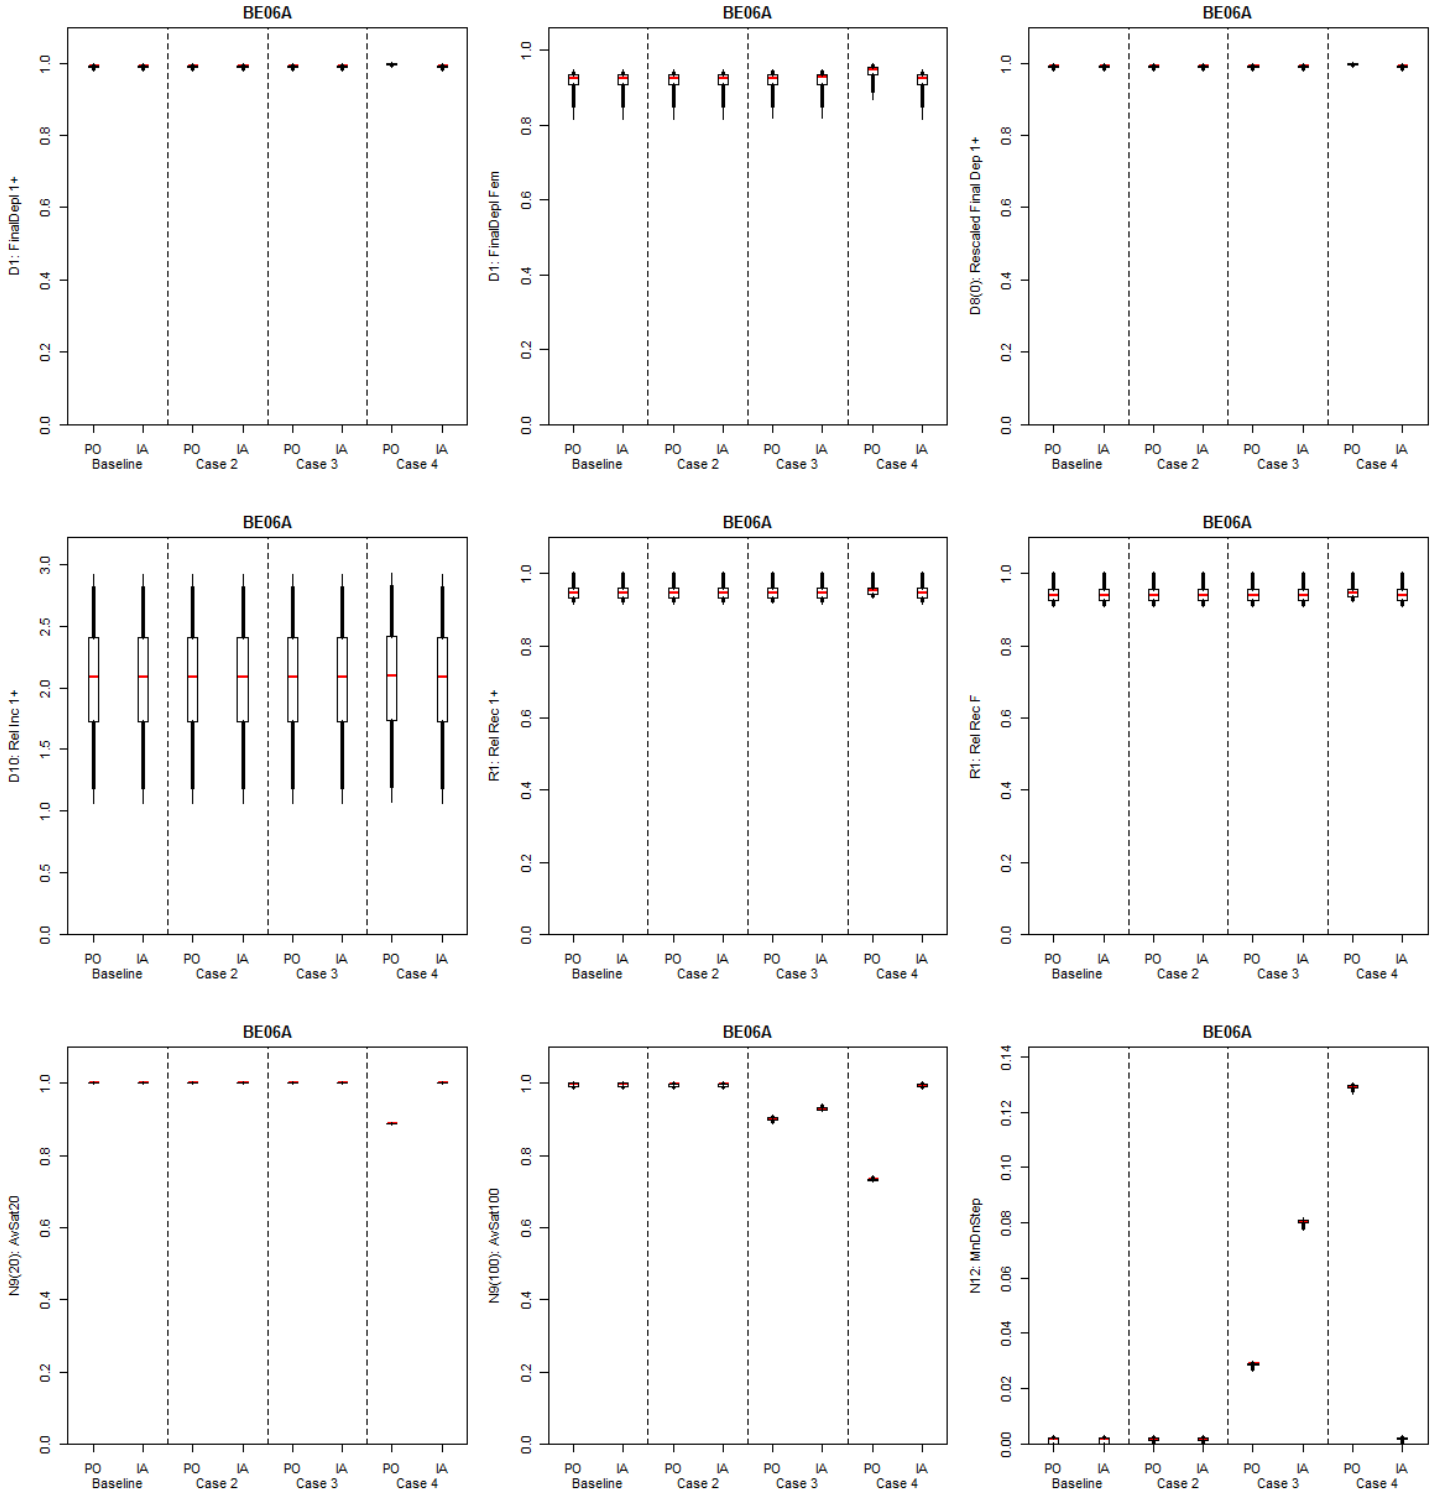 BE06A
D1: FinalDepl 1+
1.0
0.8
0.6
0.4
0.2
0.0
PO IA PO IA PO IA PO IA
Baseline Case 2 Case 3 Case 4
BE06A
D1: FinalDepl Fem
1.0
0.8
0.6
0.4
0.2
0.0
PO IA PO IA PO IA PO IA
Baseline Case 2 Case 3 Case 4
BE06A
D8(0): Rescaled Final Dep 1+
1.0
0.8
0.6
0.4
0.2
0.0
PO IA PO IA PO IA PO IA
Baseline Case 2 Case 3 Case 4
BE06A
D10: Rel Inc 1+
3.0
2.5
2.0
1.5
1.0
0.5
0.0
PO IA PO IA PO IA PO IA
Baseline Case 2 Case 3 Case 4
BE06A
R1: Rel Rec 1+
1.0
0.8
0.6
0.4
0.2
0.0
PO IA PO IA PO IA PO IA
Baseline Case 2 Case 3 Case 4
BE06A
R1: Rel Rec F
1.0
0.8
0.6
0.4
0.2
0.0
PO IA PO IA PO IA PO IA
Baseline Case 2 Case 3 Case 4
BE06A
N9(20): AvSat20
1.0
0.8
0.6
0.4
0.2
0.0
PO IA PO IA PO IA PO IA
Baseline Case 2 Case 3 Case 4
BE06A
N9(100): AvSat100
1.0
0.8
0.6
0.4
0.2
0.0
PO IA PO IA PO IA PO IA
Baseline Case 2 Case 3 Case 4
BE06A
N12: MnDnStep
0.14
0.12
0.10
0.08
0.06
0.04
0.02
0.00
PO IA PO IA PO IA PO IA
Baseline Case 2 Case 3 Case 4